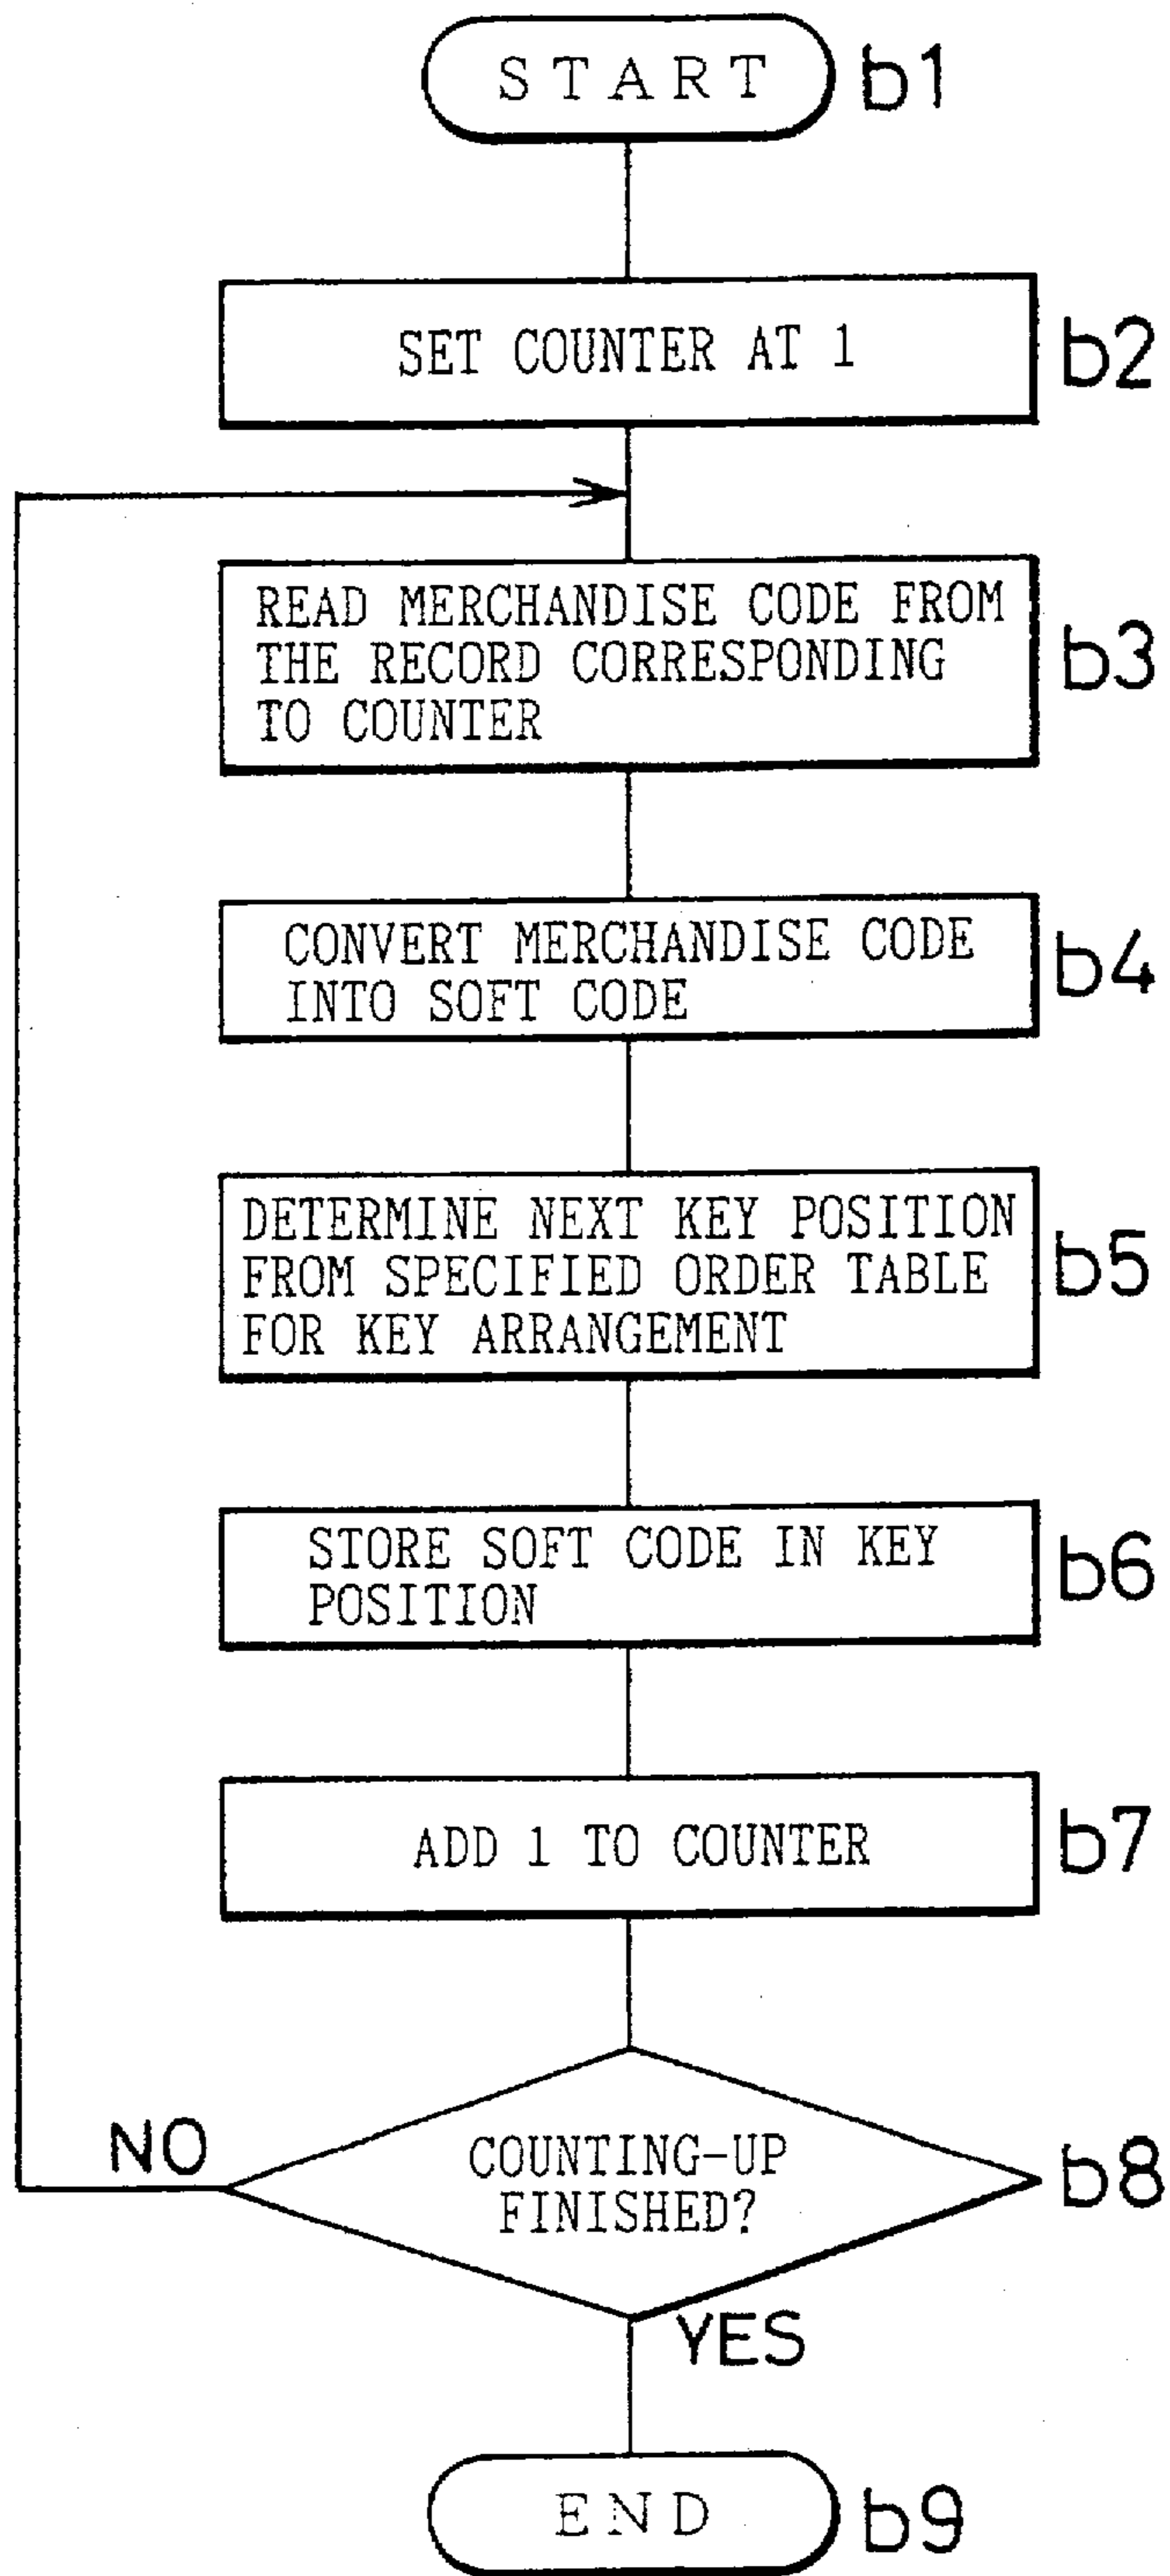 START b1
SET COUNTER AT 1 b2
READ MERCHANDISE CODE FROM
THE RECORD CORRESPONDING b3
TO COUNTER
CONVERT MERCHANDISE CODE b4
INTO SOFT CODE
DETERMINE NEXT KEY POSITION
FROM SPECIFIED ORDER TABLE b5
FOR KEY ARRANGEMENT
STORE SOFT CODE IN KEY b6
POSITION
ADD 1 TO COUNTER b7
NO
COUNTING-UP b8
FINISHED?
YES
END b9